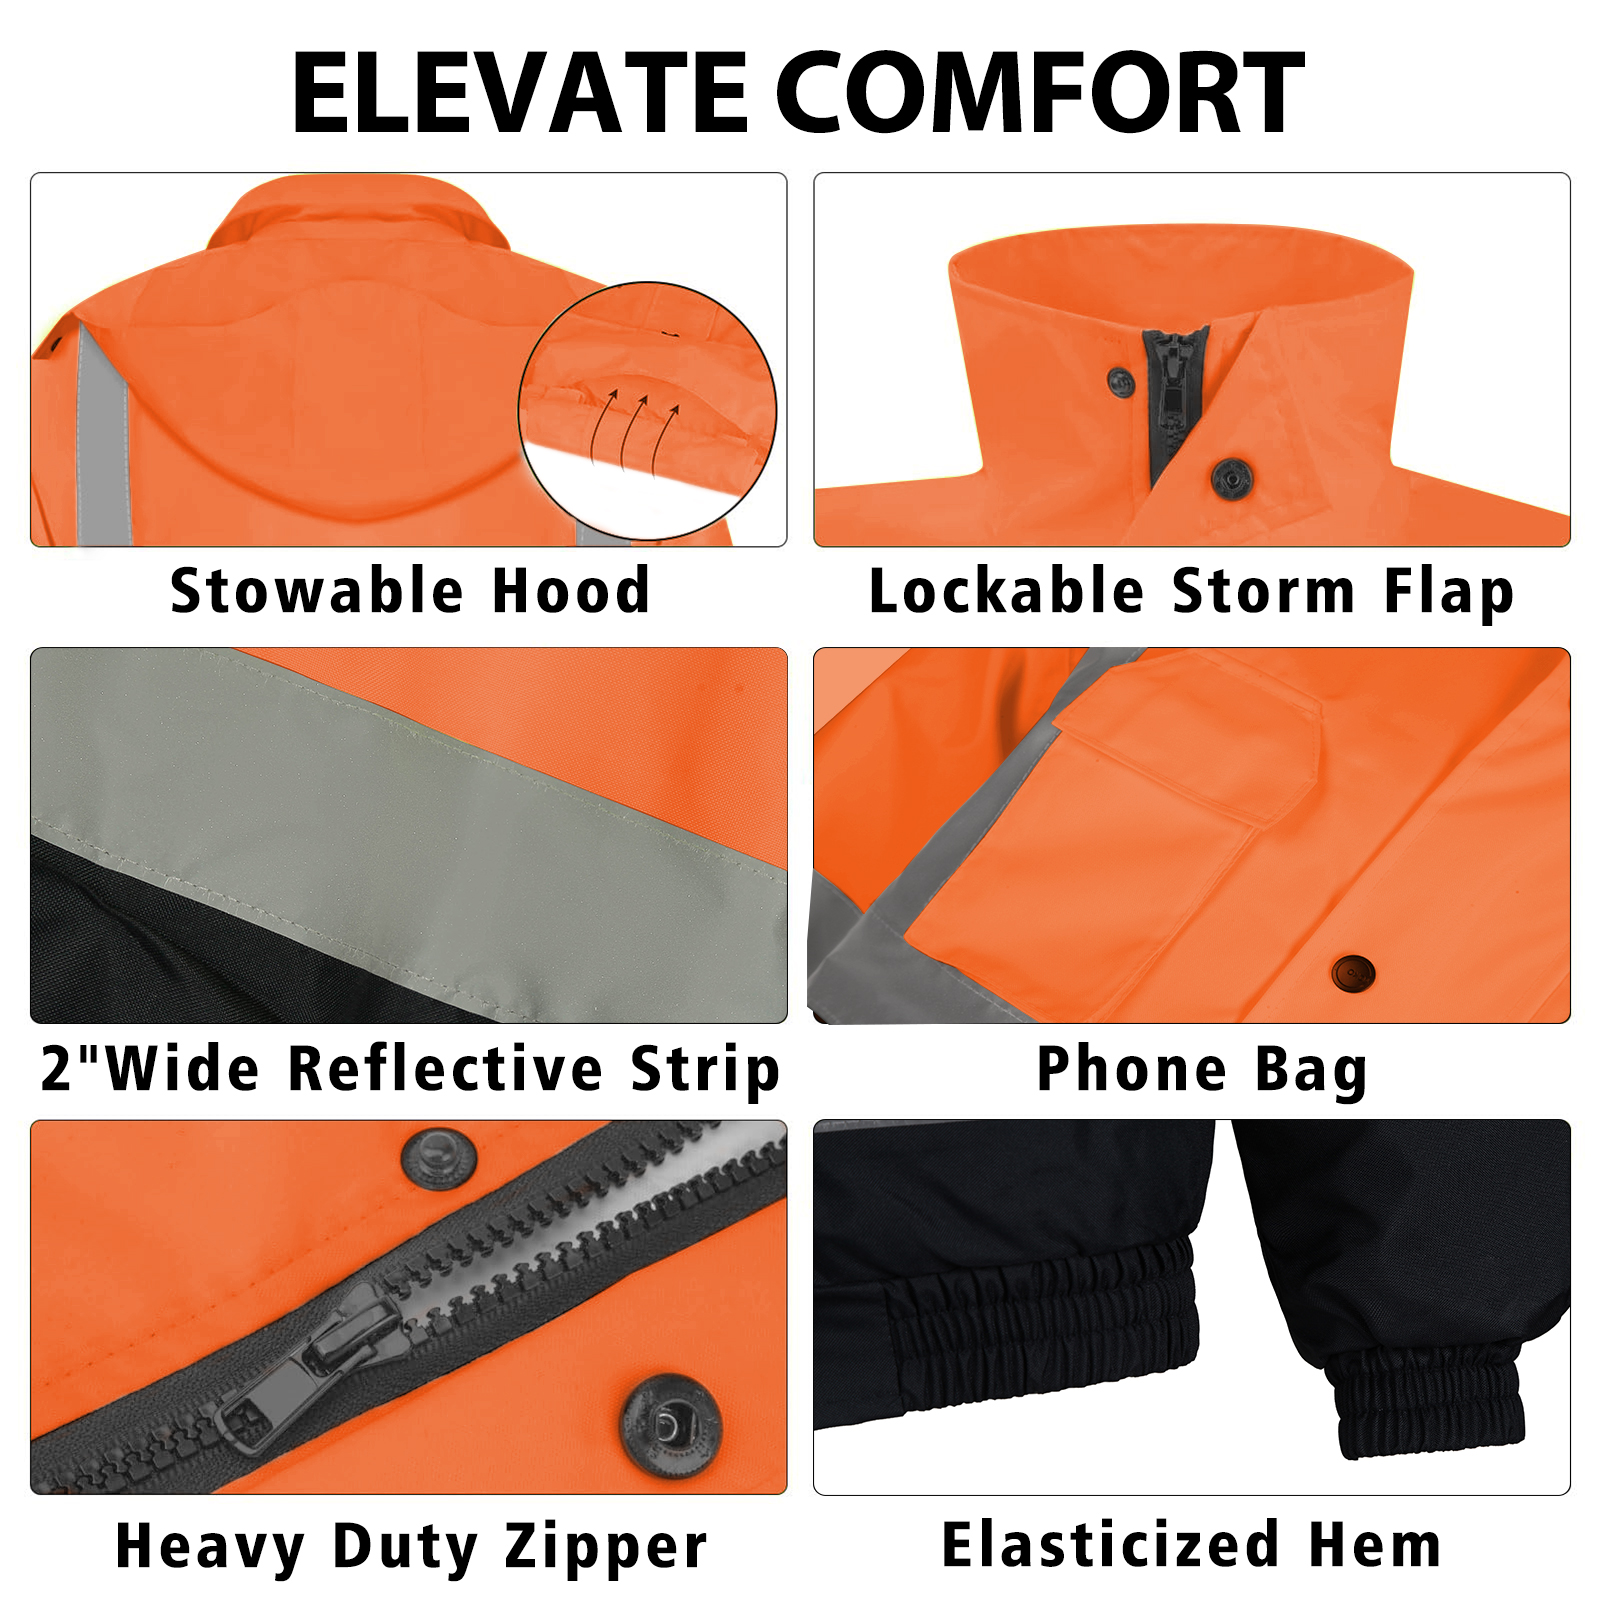 ELEVATE COMFORT
Stowable Hood
Lockable Storm Flap
2"Wide Reflective Strip
Phone Bag
Heavy Duty Zipper
Elasticized Hem